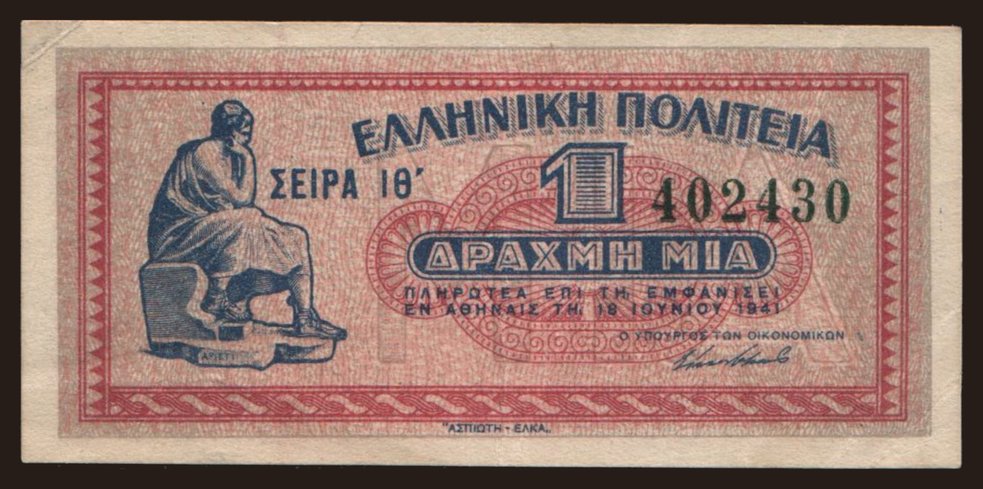 ΕΛΛΗΝΙΚΗ ΠΟΛΙΤΕΙΑ
ΣΕΙΡΑ ΙΘ΄
1
402430
ΔΡΑΧΜΗ ΜΙΑ
ΠΛΗΡΩΤΕΑ ΕΠΙ ΤΗ, ΕΜΦΑΝΙΣΕΙ
ΕΝ ΑΘΗΝΑΙΣ ΤΗ, 18 ΙΟΥΝΙΟΥ 1941
Ο ΥΠΟΥΡΓΟΣ ΤΩΝ ΟΙΚΟΝΟΜΙΚΩΝ
ΑΡΙΣΤ
"ΑΣΠΙΩΤΗ - ΕΛΚΑ„